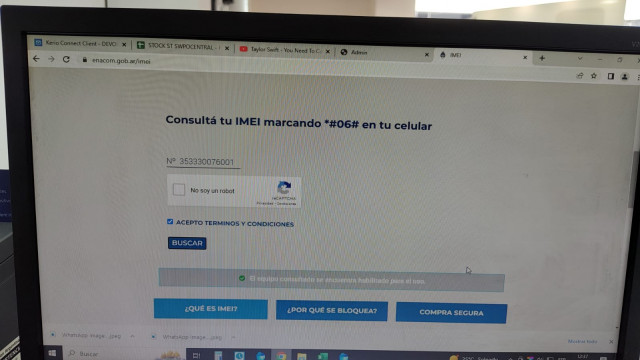 Kerio Connect Client - DEVO
STOCK ST SWPOCENTRAL -
Taylor Swift - You Need To Ca
Admin
IMEI
enacom.gob.ar/imei
Consultá tu IMEI marcando *#06# en tu celular
Nº 353330076001
No soy un robot
reCAPTCHA
ACEPTO TERMINOS Y CONDICIONES
BUSCAR
El equipo consultado se encuentra habilitado para el uso.
¿QUÉ ES IMEI?
¿POR QUÉ SE BLOQUEA?
COMPRA SEGURA
WhatsApp Image....jpeg
WhatsApp Image....jpeg
Buscar